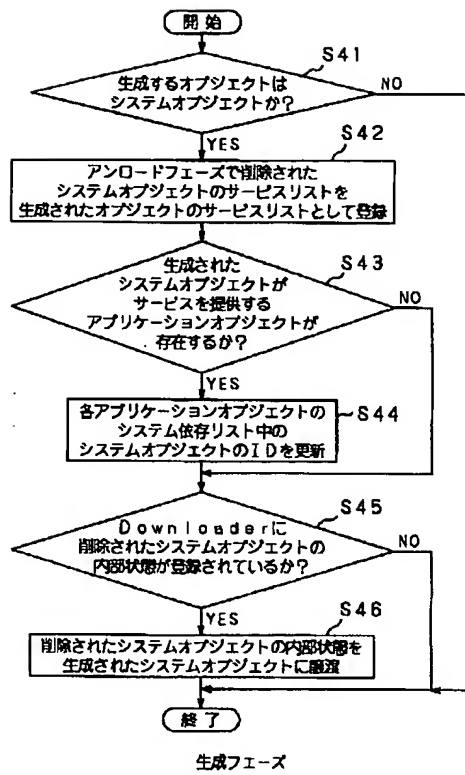 開始
S41
生成するオブジェクトは
システムオブジェクトか？
NO
YES
S42
アンロードフェーズで削除された
システムオブジェクトのサービスリストを
生成されたオブジェクトのサービスリストとして登録
S43
生成された
システムオブジェクトが
サービスを提供する
アプリケーションオブジェクトが
存在するか？
NO
YES
S44
各アプリケーションオブジェクトの
システム依存リスト中の
システムオブジェクトのIDを更新
S45
Downloaderに
削除されたシステムオブジェクトの
内部状態が登録されているか？
NO
YES
S46
削除されたシステムオブジェクトの内部状態を
生成されたシステムオブジェクトに譲渡
終了
生成フェーズ